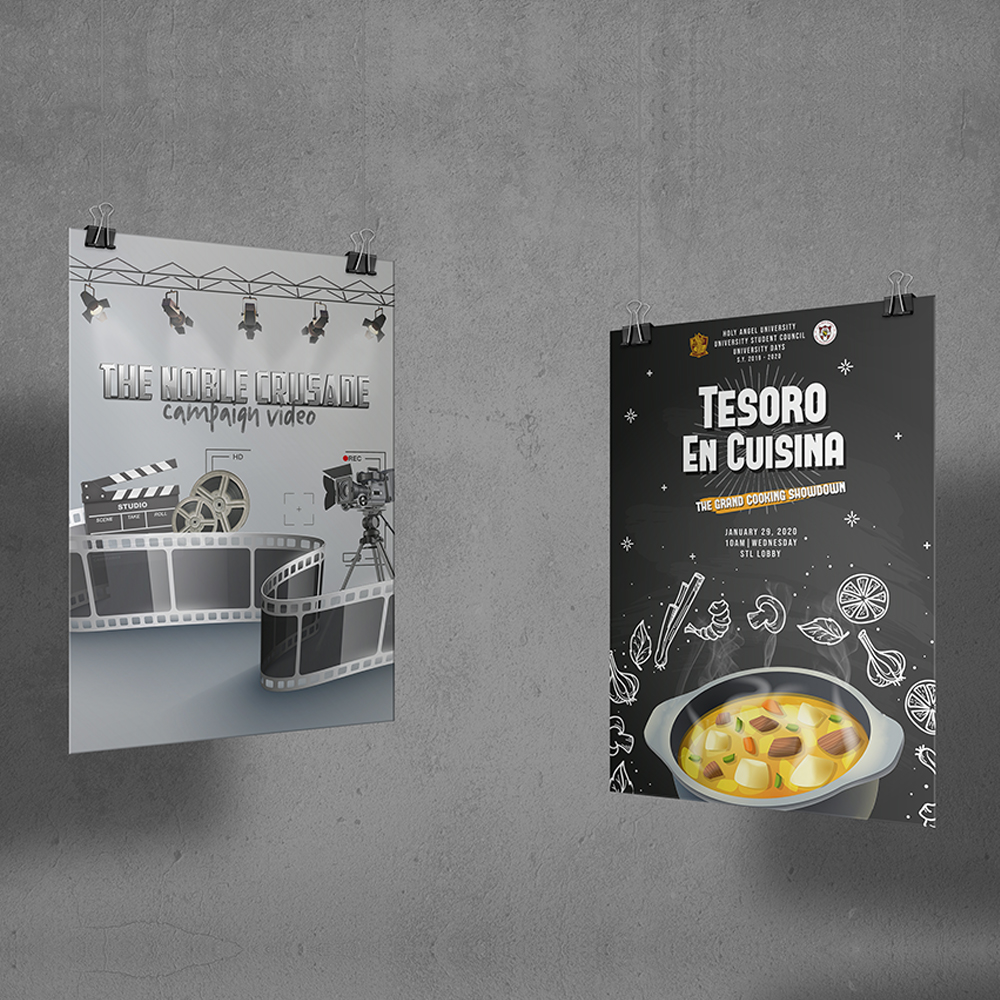 THE NOBLE CRUSADE
campaign video
HD
REC
STUDIO
SCENE TAKE ROLL
HOLY ANGEL UNIVERSITY
UNIVERSITY STUDENT COUNCIL
UNIVERSITY DAYS
S.Y. 2019 - 2020
TESORO
EN CUISINA
THE GRAND COOKING SHOWDOWN
JANUARY 29, 2020
10AM | WEDNESDAY
STL LOBBY